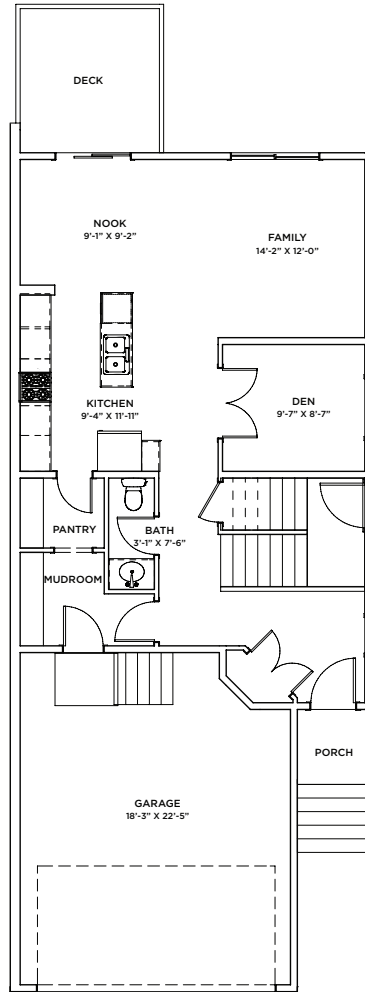 DECK
NOOK
9'-1" X 9'-2"
FAMILY
14'-2" X 12'-0"
KITCHEN
9'-4" X 11'-11"
DEN
9'-7" X 8'-7"
PANTRY
BATH
3'-1" X 7'-6"
MUDROOM
PORCH
GARAGE
18'-3" X 22'-5"